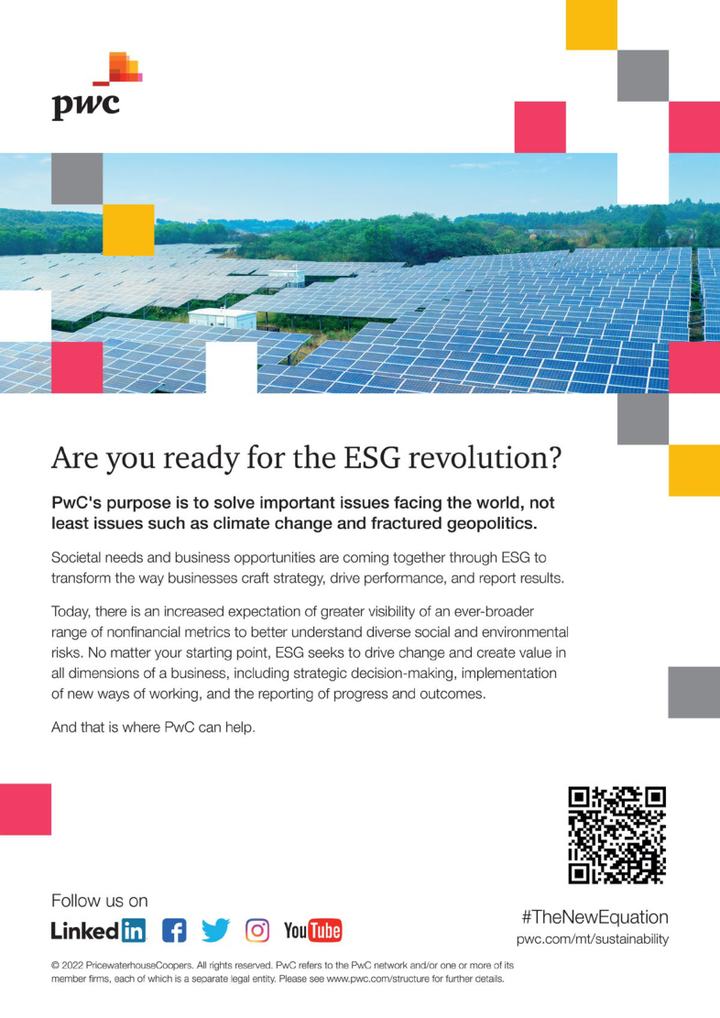 pwc
Are you ready for the ESG revolution?
PwC's purpose is to solve important issues facing the world, not
least issues such as climate change and fractured geopolitics.
Societal needs and business opportunities are coming together through ESG to
transform the way businesses craft strategy, drive performance, and report results.
Today, there is an increased expectation of greater visibility of an ever-broader
range of nonfinancial metrics to better understand diverse social and environmental
risks. No matter your starting point, ESG seeks to drive change and create value in
all dimensions of a business, including strategic decision-making, implementation
of new ways of working, and the reporting of progress and outcomes.
And that is where PwC can help.
Follow us on
Linked in
YouTube
#TheNewEquation
pwc.com/mt/sustainability
© 2022 PricewaterhouseCoopers. All rights reserved. PwC refers to the PwC network and/or one or more of its
member firms, each of which is a separate legal entity. Please see www.pwc.com/structure for further details.